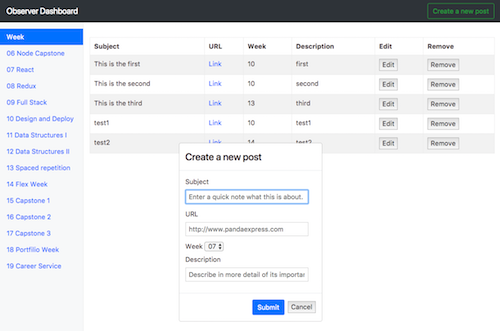 Observer Dashboard
Create a new post
Week
06 Node Capstone
07 React
08 Redux
09 Full Stack
10 Design and Deploy
11 Data Structures I
12 Data Structures II
13 Spaced repetition
14 Flex Week
15 Capstone 1
16 Capstone 2
17 Capstone 3
18 Portfilio Week
19 Career Service
Subject URL Week Description Edit Remove
This is the first Link 10 first Edit Remove
This is the second Link 10 second Edit Remove
This is the third Link 13 third Edit Remove
test1 Link 10 test1 Edit Remove
test2 Link 14 test2 Edit Remove
Create a new post
Subject
Enter a quick note what this is about.
URL
http://www.pandaexpress.com
Week 07
Description
Describe in more detail of its importan
Submit Cancel